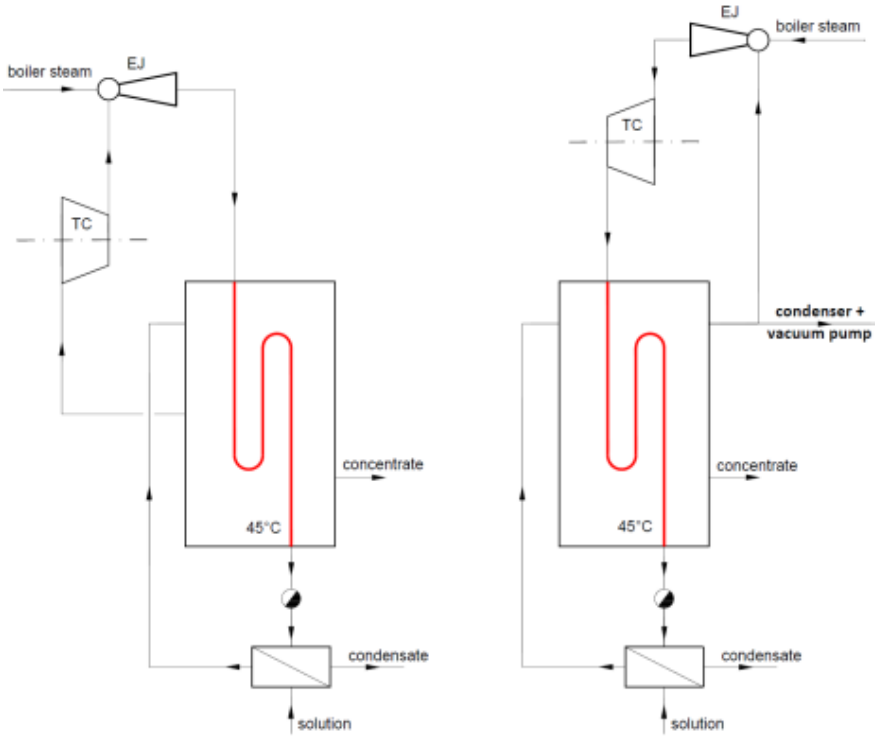 EJ
boiler steam
TC
45°C
concentrate
condensate
solution
EJ
boiler steam
TC
condenser +
vacuum pump
concentrate
45°C
condensate
solution